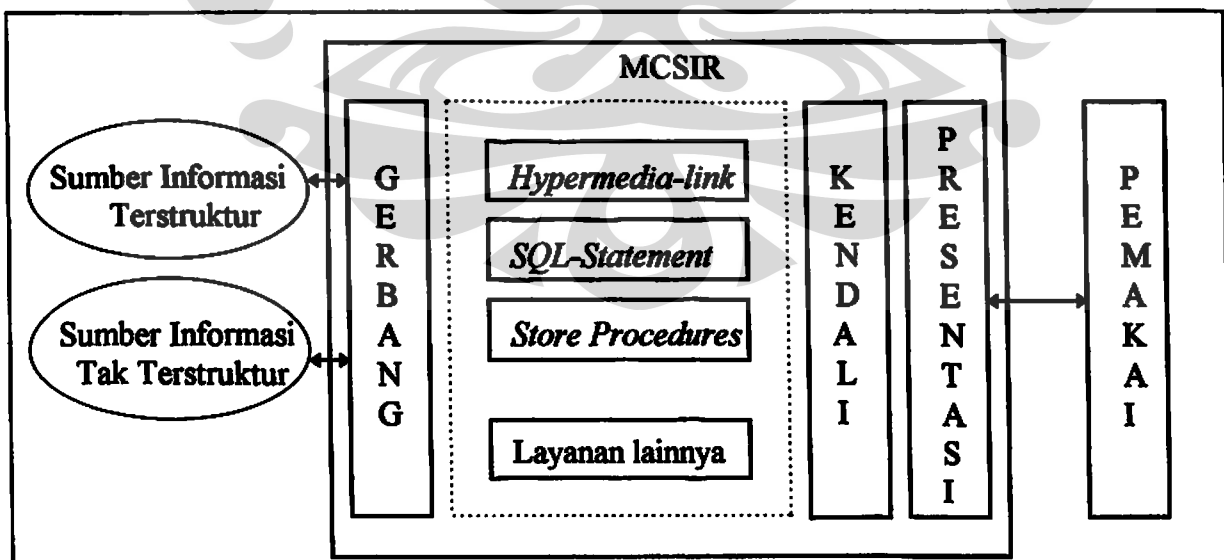 MCSIR
Sumber Informasi
Terstruktur
Sumber Informasi
Tak Terstruktur
GERBANG
Hypermedia-link
SQL-Statement
Store Procedures
Layanan lainnya
KENDALI
PRESENTASI
PEMAKAI